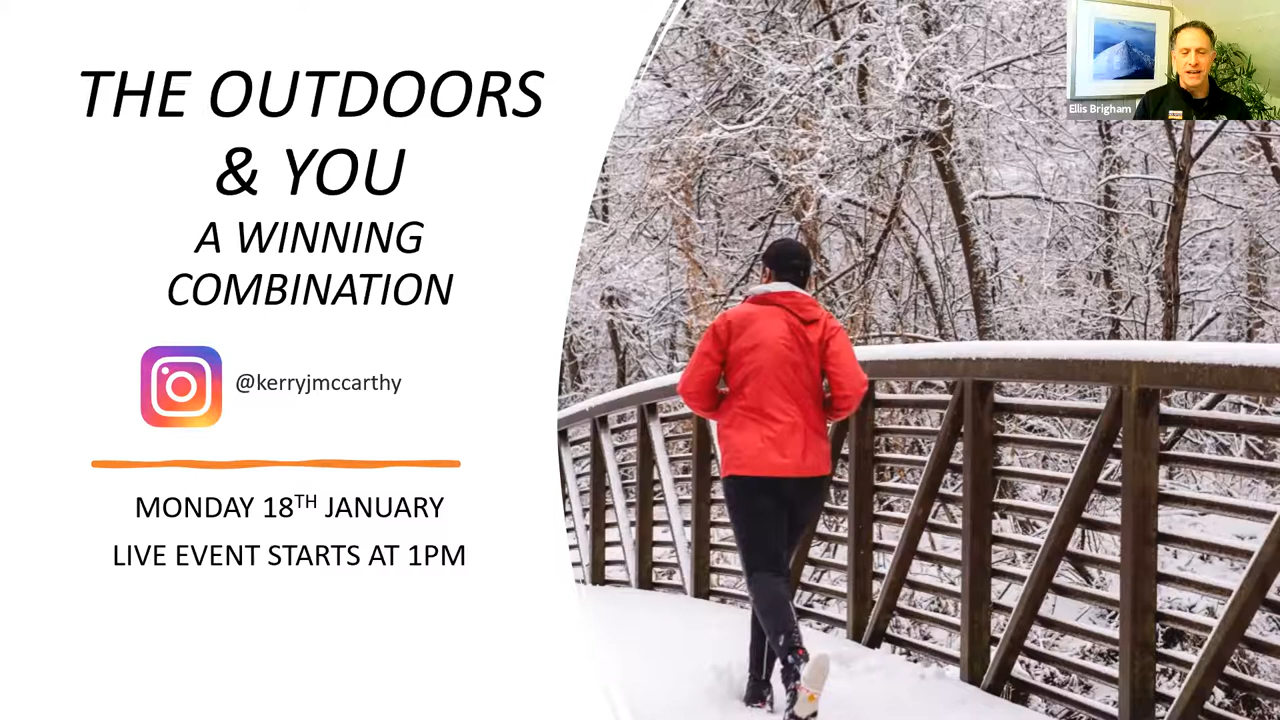 THE OUTDOORS
& YOU
A WINNING
COMBINATION
@kerryjmccarthy
MONDAY 18TH JANUARY
LIVE EVENT STARTS AT 1PM
Ellis Brigham